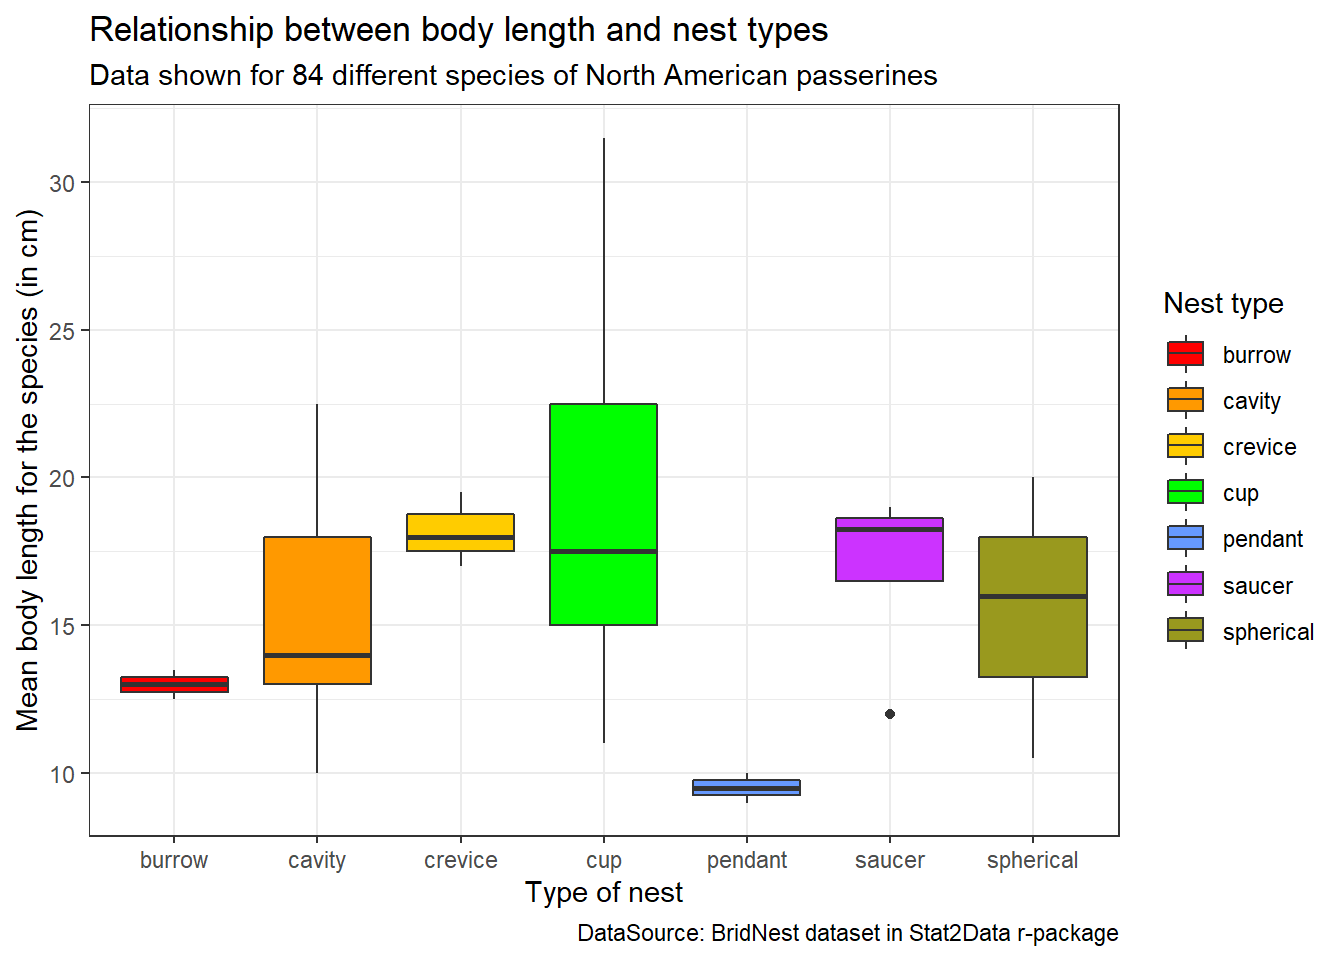 Relationship between body length and nest types
Data shown for 84 different species of North American passerines
Mean body length for the species (in cm)
30
25
20
15
10
burrow
cavity
crevice
cup
pendant
saucer
spherical
Type of nest
DataSource: BridNest dataset in Stat2Data r-package
Nest type
burrow
cavity
crevice
cup
pendant
saucer
spherical